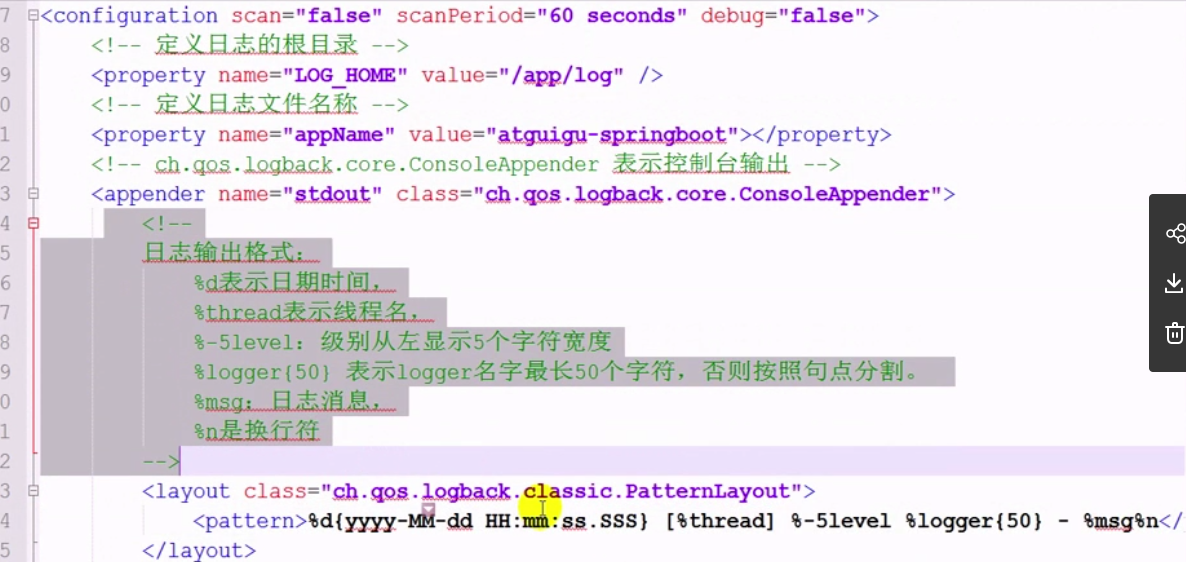 7 <configuration scan="false" scanPeriod="60 seconds" debug="false">
8 <!-- 定义日志的根目录 -->
9 <property name="LOG_HOME" value="/app/log" />
0 <!-- 定义日志文件名称 -->
1 <property name="appName" value="atguigu-springboot"></property>
2 <!-- ch.qos.logback.core.ConsoleAppender 表示控制台输出 -->
3 <appender name="stdout" class="ch.qos.logback.core.ConsoleAppender">
4 <!--
5 日志输出格式：
6 %d表示日期时间，
7 %thread表示线程名，
8 %-5level：级别从左显示5个字符宽度
9 %logger{50} 表示logger名字最长50个字符，否则按照句点分割。
0 %msg：日志消息，
1 %n是换行符
2 -->
3 <layout class="ch.qos.logback.classic.PatternLayout">
4 <pattern>%d{yyyy-MM-dd HH:mm:ss.SSS} [%thread] %-5level %logger{50} - %msg%n</
5 </layout>